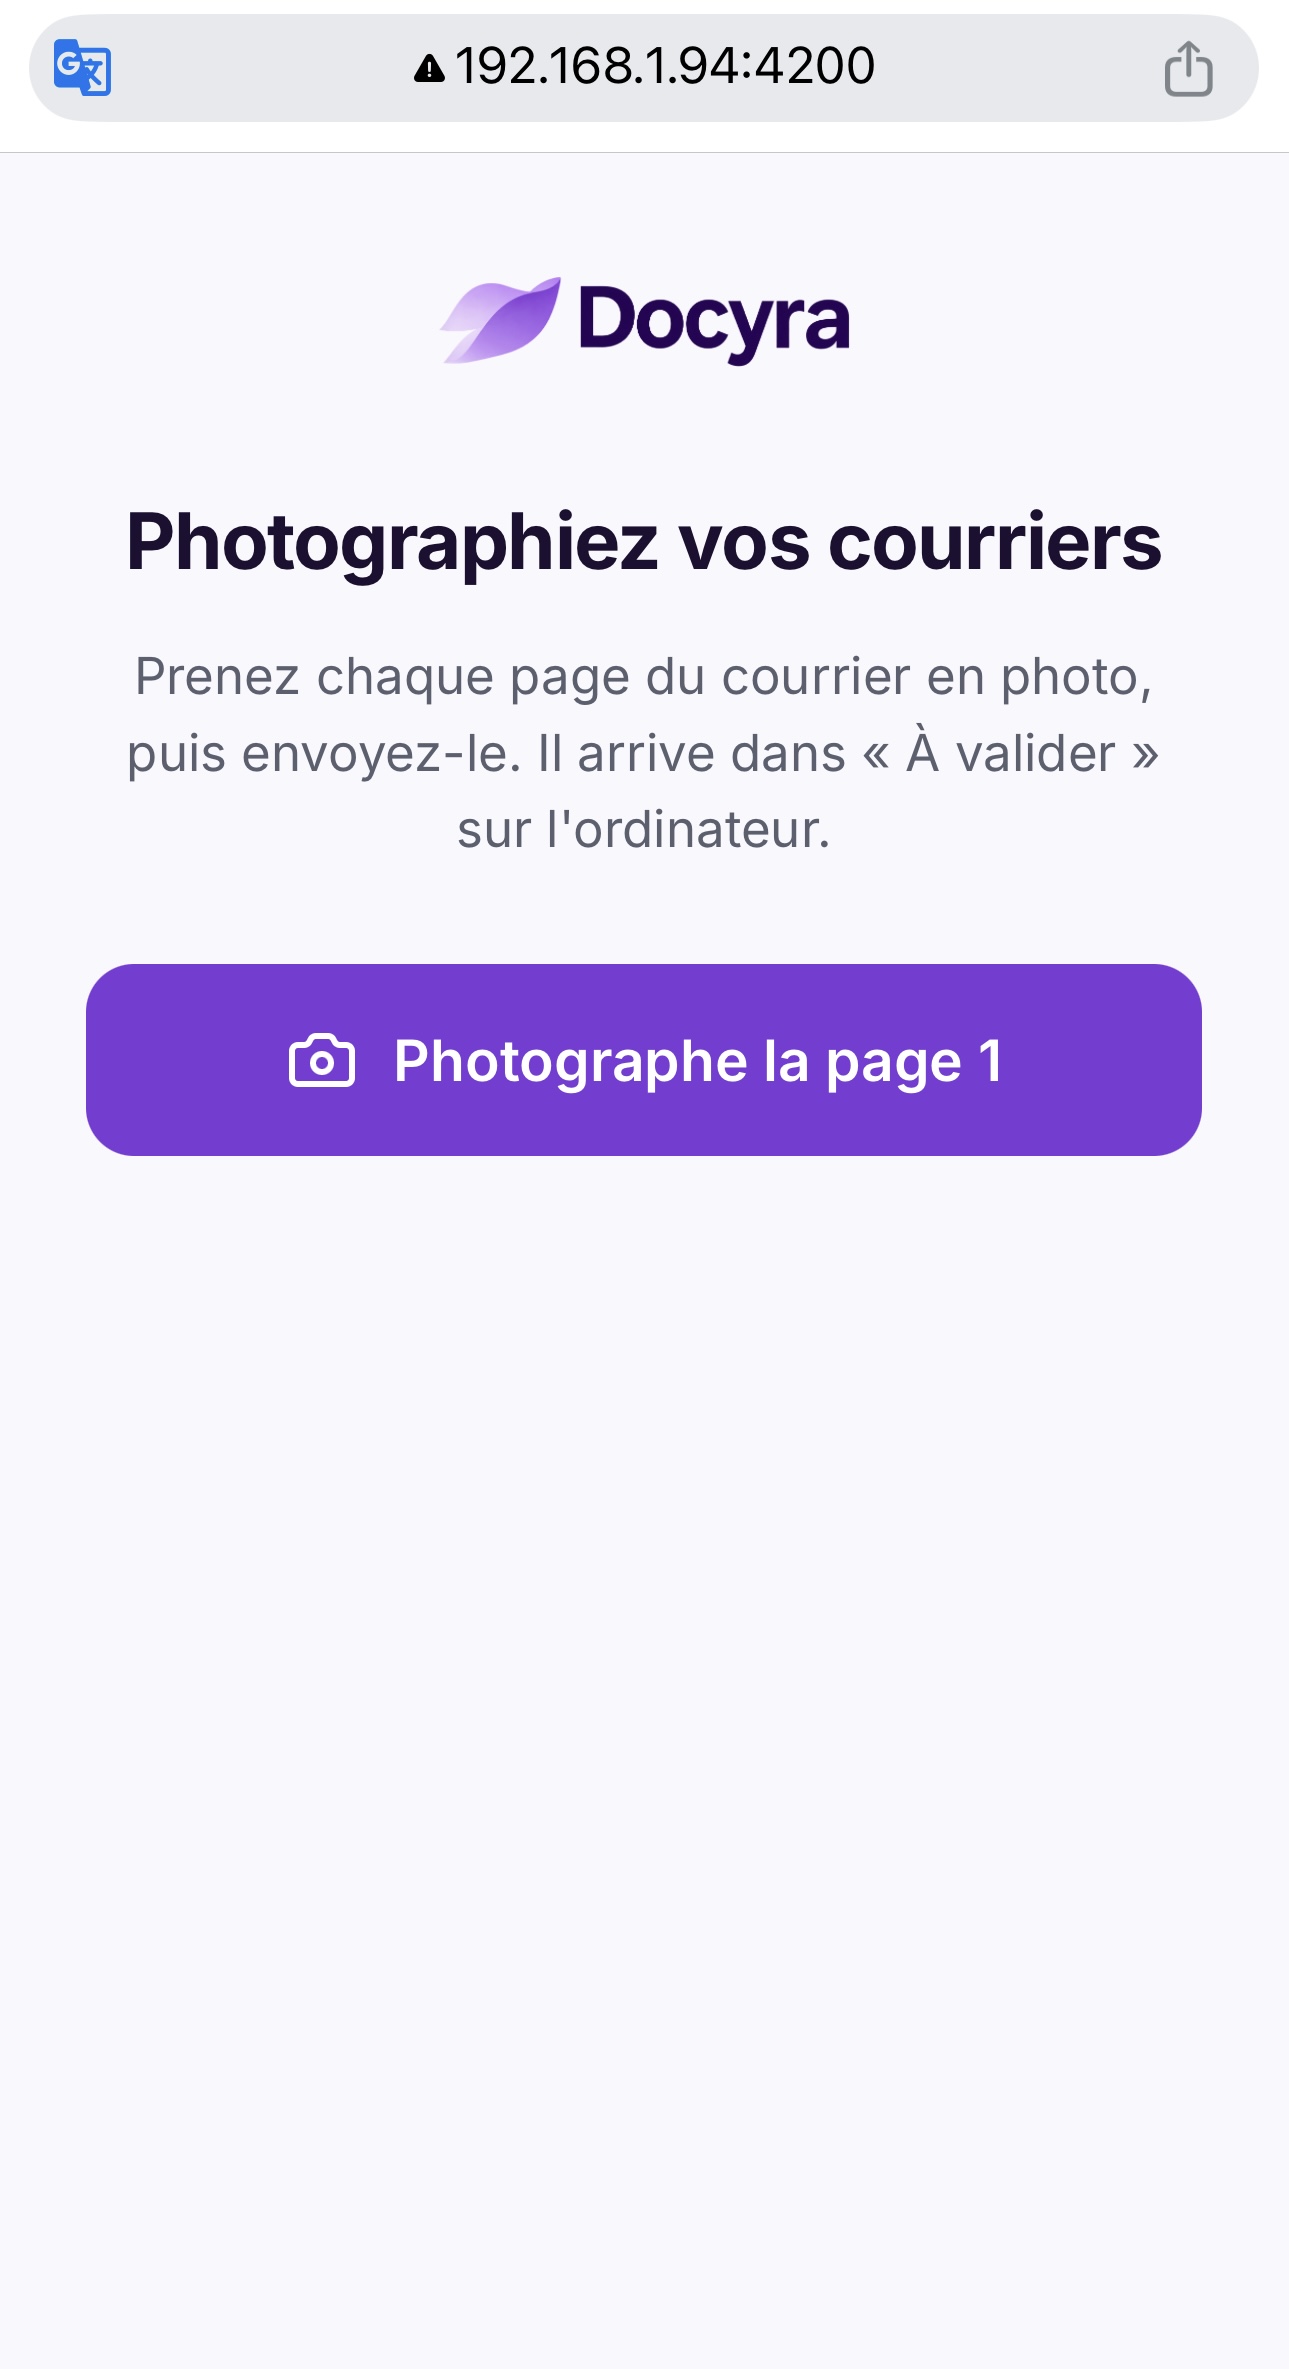 192.168.1.94:4200
Docyra
Photographiez vos courriers
Prenez chaque page du courrier en photo,
puis envoyez-le. Il arrive dans « À valider »
sur l'ordinateur.
Photographe la page 1